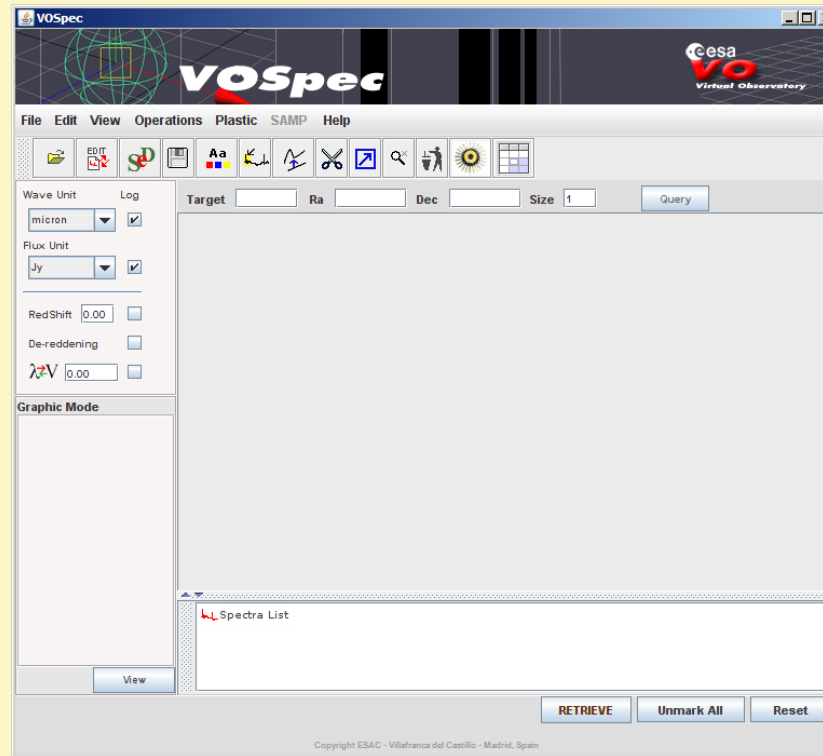 VOSpec
VOSpec
esa
VO
Virtual Observatory
File Edit View Operations Plastic SAMP Help
EDIT
SED
Aa
Wave Unit Log
micron
Flux Unit
Jy
RedShift 0.00
De-reddening
λ⇄V 0.00
Target Ra Dec Size 1 Query
Graphic Mode
View
Spectra List
RETRIEVE Unmark All Reset
Copyright ESAC - Villafranca del Castillo - Madrid, Spain